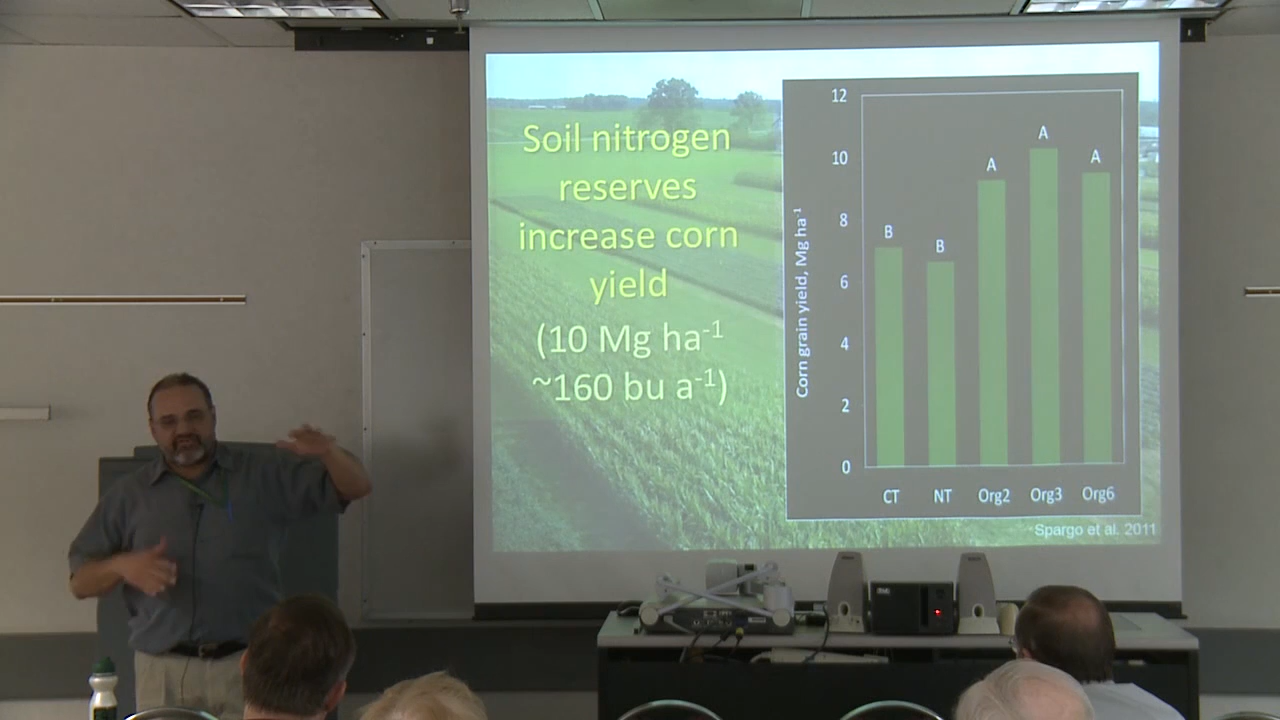 Soil nitrogen
reserves
increase corn
yield
(10 Mg ha-1
~160 bu a-1)
Corn grain yield, Mg ha-1
12
10
8
6
4
2
0
B
B
A
A
A
CT NT Org2 Org3 Org6
Spargo et al. 2011